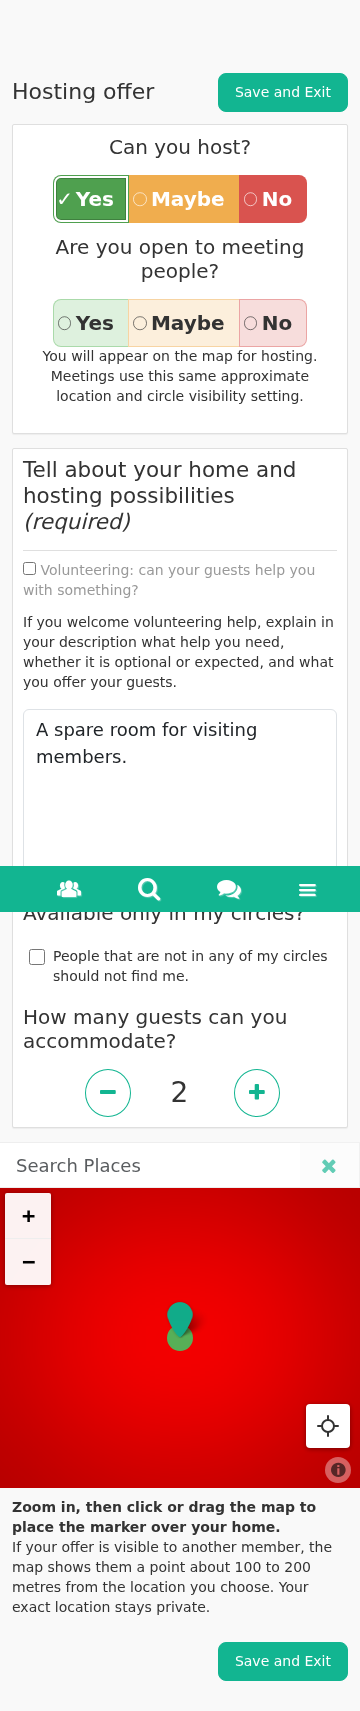 Hosting offer
Save and Exit
Can you host?
✓ Yes
Maybe
No
Are you open to meeting
people?
Yes
Maybe
No
You will appear on the map for hosting.
Meetings use this same approximate
location and circle visibility setting.
Tell about your home and
hosting possibilities
(required)
Volunteering: can your guests help you
with something?
If you welcome volunteering help, explain in
your description what help you need,
whether it is optional or expected, and what
you offer your guests.
A spare room for visiting
members.
Available only in my circles?
People that are not in any of my circles
should not find me.
How many guests can you
accommodate?
2
Search Places
+
−
Zoom in, then click or drag the map to
place the marker over your home.
If your offer is visible to another member, the
map shows them a point about 100 to 200
metres from the location you choose. Your
exact location stays private.
Save and Exit